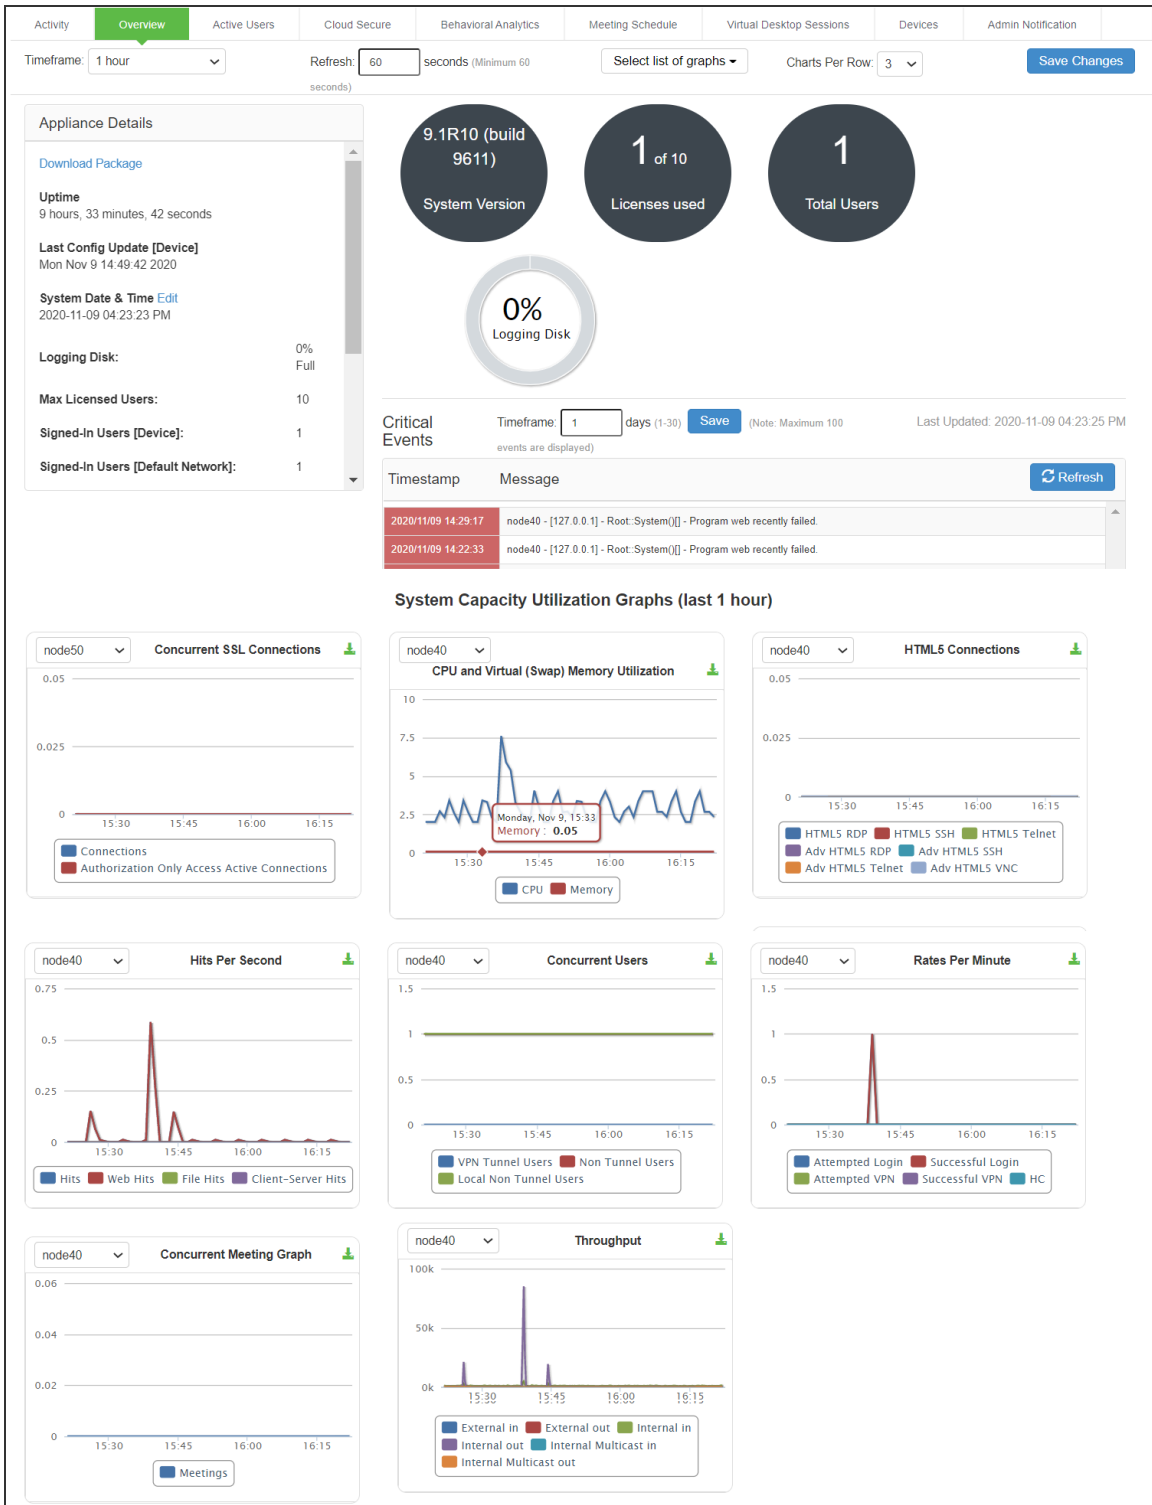 Activity Overview Active Users Cloud Secure Behavioral Analytics Meeting Schedule Virtual Desktop Sessions Devices Admin Notification
Timeframe: 1 hour Refresh: 60 seconds (Minimum 60 seconds) Select list of graphs Charts Per Row: 3 Save Changes
Appliance Details
Download Package
Uptime
9 hours, 33 minutes, 42 seconds
Last Config Update [Device]
Mon Nov 9 14:49:42 2020
System Date & Time Edit
2020-11-09 04:23:23 PM
Logging Disk: 0% Full
Max Licensed Users: 10
Signed-In Users [Device]: 1
Signed-In Users [Default Network]: 1
9.1R10 (build
9611)
System Version
1 of 10
Licenses used
1
Total Users
0%
Logging Disk
Critical
Events
Timeframe: 1 days (1-30) Save (Note: Maximum 100
events are displayed)
Last Updated: 2020-11-09 04:23:25 PM
Timestamp Message Refresh
2020/11/09 14:29:17 node40 - [127.0.0.1] - Root::System()[] - Program web recently failed.
2020/11/09 14:22:33 node40 - [127.0.0.1] - Root::System()[] - Program web recently failed.
System Capacity Utilization Graphs (last 1 hour)
node50 Concurrent SSL Connections
0.05
0.025
0
15:30 15:45 16:00 16:15
Connections
Authorization Only Access Active Connections
node40
CPU and Virtual (Swap) Memory Utilization
10
7.5
5
2.5
0
Monday, Nov 9, 15:33
Memory : 0.05
15:30 15:45 16:00 16:15
CPU Memory
node40 HTML5 Connections
0.05
0.025
0
15:30 15:45 16:00 16:15
HTML5 RDP HTML5 SSH HTML5 Telnet
Adv HTML5 RDP Adv HTML5 SSH
Adv HTML5 Telnet Adv HTML5 VNC
node40 Hits Per Second
0.75
0.5
0.25
0
15:30 15:45 16:00 16:15
Hits Web Hits File Hits Client-Server Hits
node40 Concurrent Users
1.5
1
0.5
0
15:30 15:45 16:00 16:15
VPN Tunnel Users Non Tunnel Users
Local Non Tunnel Users
node40 Rates Per Minute
1.5
1
0.5
0
15:30 15:45 16:00 16:15
Attempted Login Successful Login
Attempted VPN Successful VPN HC
node40 Concurrent Meeting Graph
0.06
0.04
0.02
0
15:30 15:45 16:00 16:15
Meetings
node40 Throughput
100k
50k
0k
15:30 15:45 16:00 16:15
External in External out Internal in
Internal out Internal Multicast in
Internal Multicast out